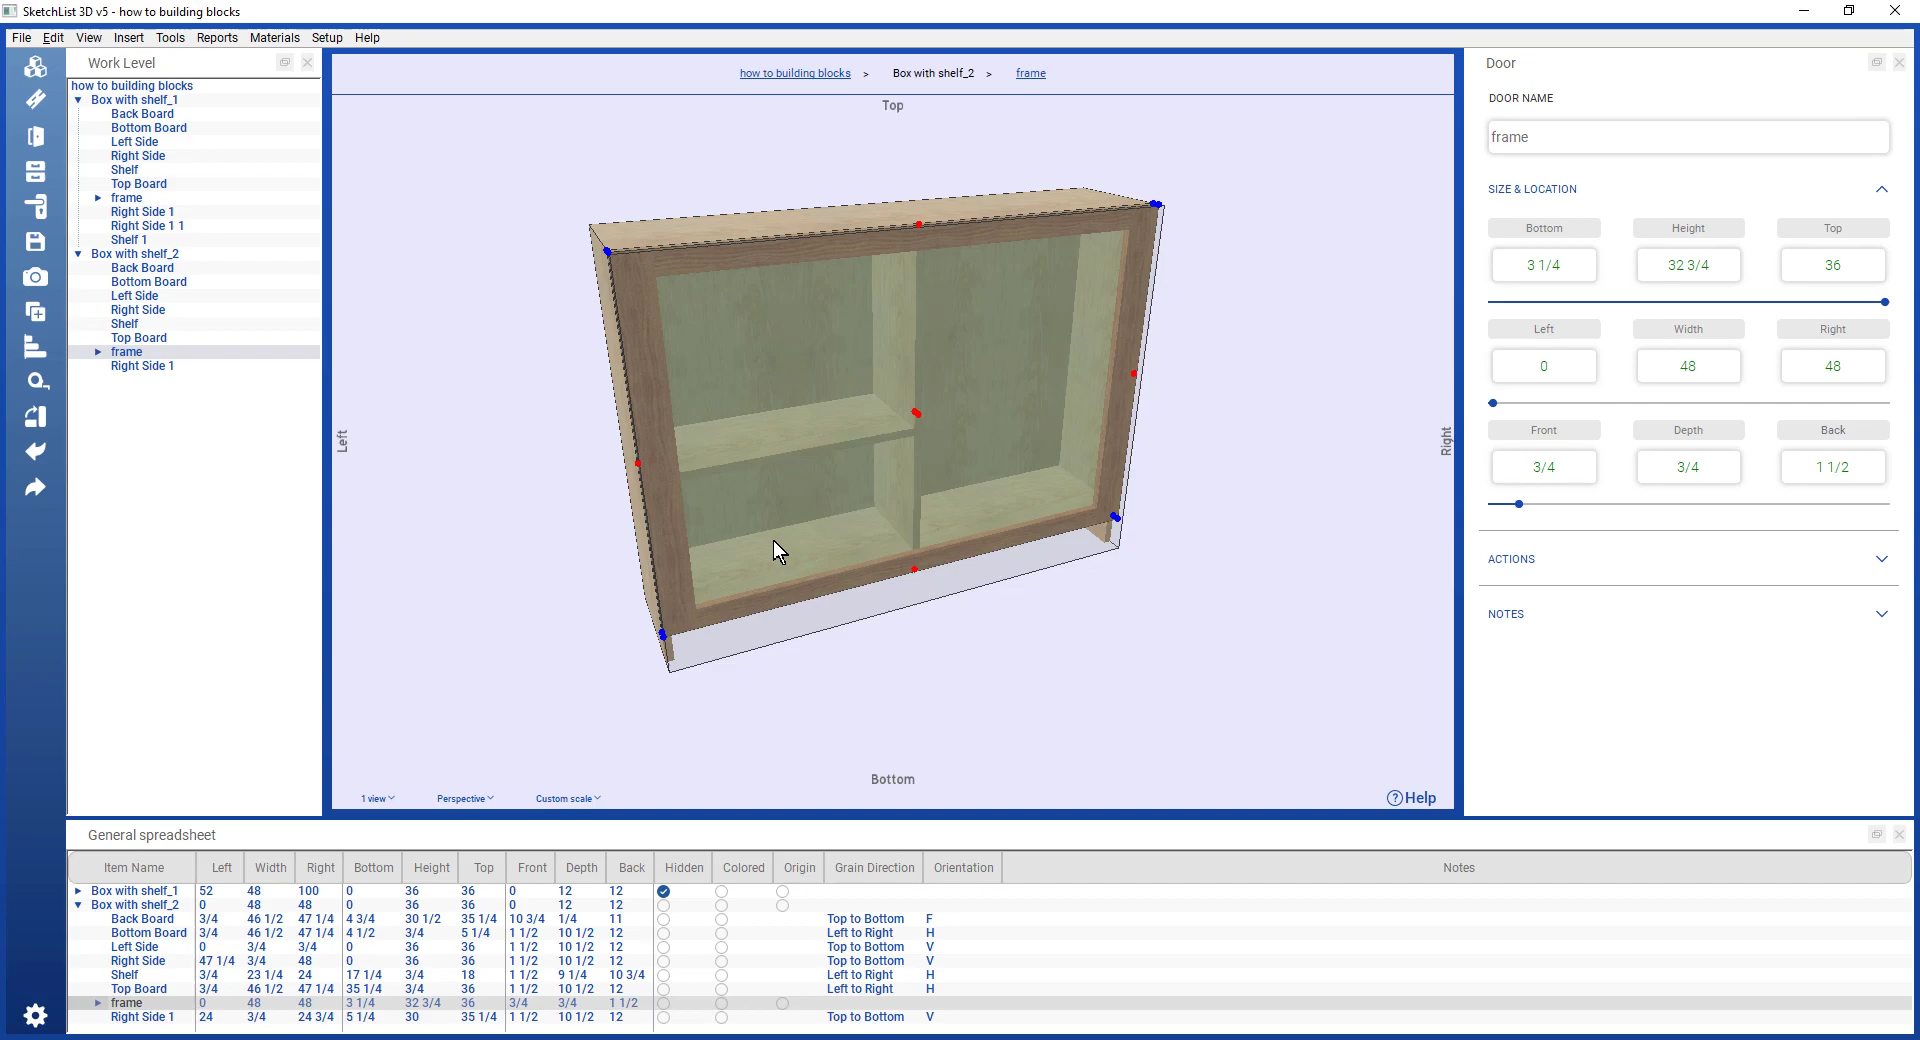 SketchList 3D v5 - how to building blocks
File Edit View Insert Tools Reports Materials Setup Help
Work Level
how to building blocks
Box with shelf_1
Back Board
Bottom Board
Left Side
Right Side
Shelf
Top Board
frame
Right Side 1
Right Side 1 1
Shelf 1
Box with shelf_2
Back Board
Bottom Board
Left Side
Right Side
Shelf
Top Board
frame
Right Side 1
how to building blocks > Box with shelf_2 > frame
Top
Left
Right
Bottom
1 view
Perspective
Custom scale
? Help
Door
DOOR NAME
frame
SIZE & LOCATION
Bottom Height Top
3 1/4 32 3/4 36
Left Width Right
0 48 48
Front Depth Back
3/4 3/4 1 1/2
ACTIONS
NOTES
General spreadsheet
Item Name Left Width Right Bottom Height Top Front Depth Back Hidden Colored Origin Grain Direction Orientation Notes
Box with shelf_1 52 48 100 0 36 36 0 12 12
Box with shelf_2 0 48 48 0 36 36 0 12 12
Back Board 3/4 46 1/2 47 1/4 4 3/4 30 1/2 35 1/4 10 3/4 1/4 11 Top to Bottom F
Bottom Board 3/4 46 1/2 47 1/4 4 1/2 3/4 5 1/4 1 1/2 10 1/2 12 Left to Right H
Left Side 0 3/4 3/4 0 36 36 1 1/2 10 1/2 12 Top to Bottom V
Right Side 47 1/4 3/4 48 0 36 36 1 1/2 10 1/2 12 Top to Bottom V
Shelf 3/4 23 1/4 24 17 1/4 3/4 18 1 1/2 9 1/4 10 3/4 Left to Right H
Top Board 3/4 46 1/2 47 1/4 35 1/4 3/4 36 1 1/2 10 1/2 12 Left to Right H
frame 0 48 48 3 1/4 32 3/4 36 3/4 3/4 1 1/2
Right Side 1 24 3/4 24 3/4 5 1/4 30 35 1/4 1 1/2 10 1/2 12 Top to Bottom V